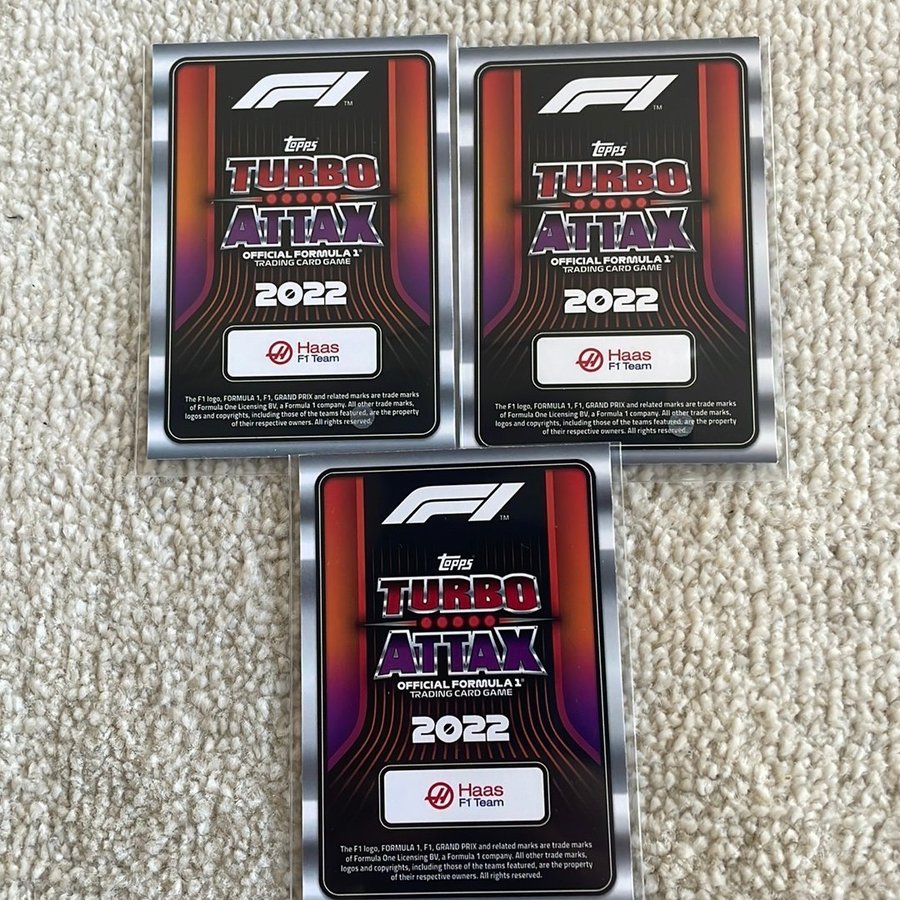 F1 TM
Topps
TURBO
ATTAX
OFFICIAL FORMULA 1®
TRADING CARD GAME
2022
Haas
F1 Team
The F1 logo, FORMULA 1, F1, GRAND PRIX and related marks are trade marks
of Formula One Licensing BV, a Formula 1 company. All other trade marks,
logos and copyrights, including those of the teams featured, are the property
of their respective owners. All rights reserved.
F1 TM
Topps
TURBO
ATTAX
OFFICIAL FORMULA 1®
TRADING CARD GAME
2022
Haas
F1 Team
The F1 logo, FORMULA 1, F1, GRAND PRIX and related marks are trade marks
of Formula One Licensing BV, a Formula 1 company. All other trade marks,
logos and copyrights, including those of the teams featured, are the property
of their respective owners. All rights reserved.
F1 TM
Topps
TURBO
ATTAX
OFFICIAL FORMULA 1®
TRADING CARD GAME
2022
Haas
F1 Team
The F1 logo, FORMULA 1, F1, GRAND PRIX and related marks are trade marks
of Formula One Licensing BV, a Formula 1 company. All other trade marks,
logos and copyrights, including those of the teams featured, are the property
of their respective owners. All rights reserved.